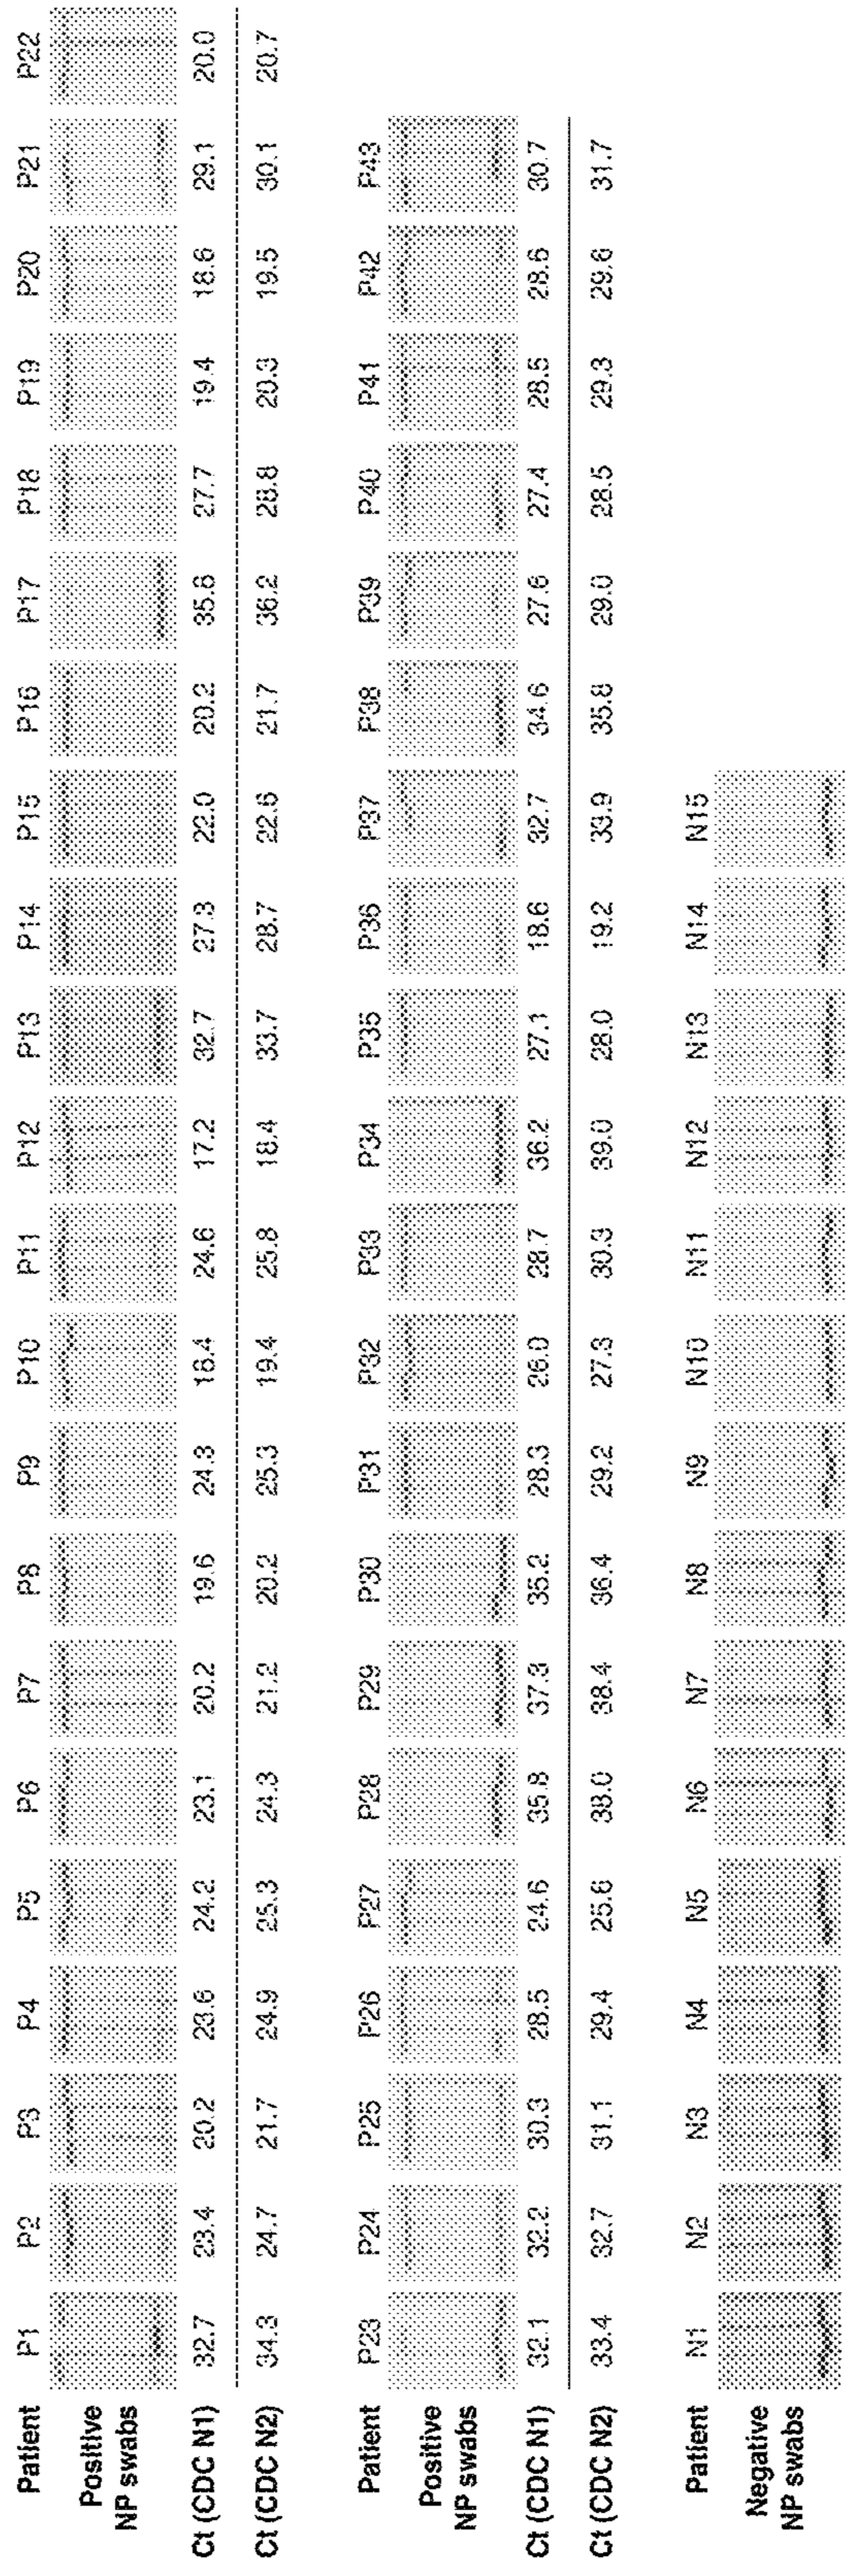 Patient P1 P2 P3 P4 P5 P6 P7 P8 P9 P10 P11 P12 P13 P14 P15 P16 P17 P18 P19 P20 P21 P22
Positive
NP swabs
Ct (CDC N1) 32.7 23.4 20.2 23.6 24.2 23.1 20.2 19.6 24.3 18.4 24.6 17.2 32.7 27.3 22.0 20.2 35.6 27.7 19.4 18.6 29.1 20.0
Ct (CDC N2) 34.3 24.7 21.7 24.9 25.3 24.3 21.2 20.2 25.3 19.4 25.8 18.4 33.7 28.7 22.6 21.7 36.2 28.8 20.3 19.5 30.1 20.7
Patient P23 P24 P25 P26 P27 P28 P29 P30 P31 P32 P33 P34 P35 P36 P37 P38 P39 P40 P41 P42 P43
Positive
NP swabs
Ct (CDC N1) 32.1 32.2 30.3 28.5 24.6 35.8 37.3 35.2 28.3 26.0 28.7 36.2 27.1 18.6 32.7 34.6 27.6 27.4 28.5 28.6 30.7
Ct (CDC N2) 33.4 32.7 31.1 29.4 25.6 38.0 38.4 36.4 29.2 27.3 30.3 39.0 28.0 19.2 33.9 35.8 29.0 28.5 29.3 29.6 31.7
Patient N1 N2 N3 N4 N5 N6 N7 N8 N9 N10 N11 N12 N13 N14 N15
Negative
NP swabs